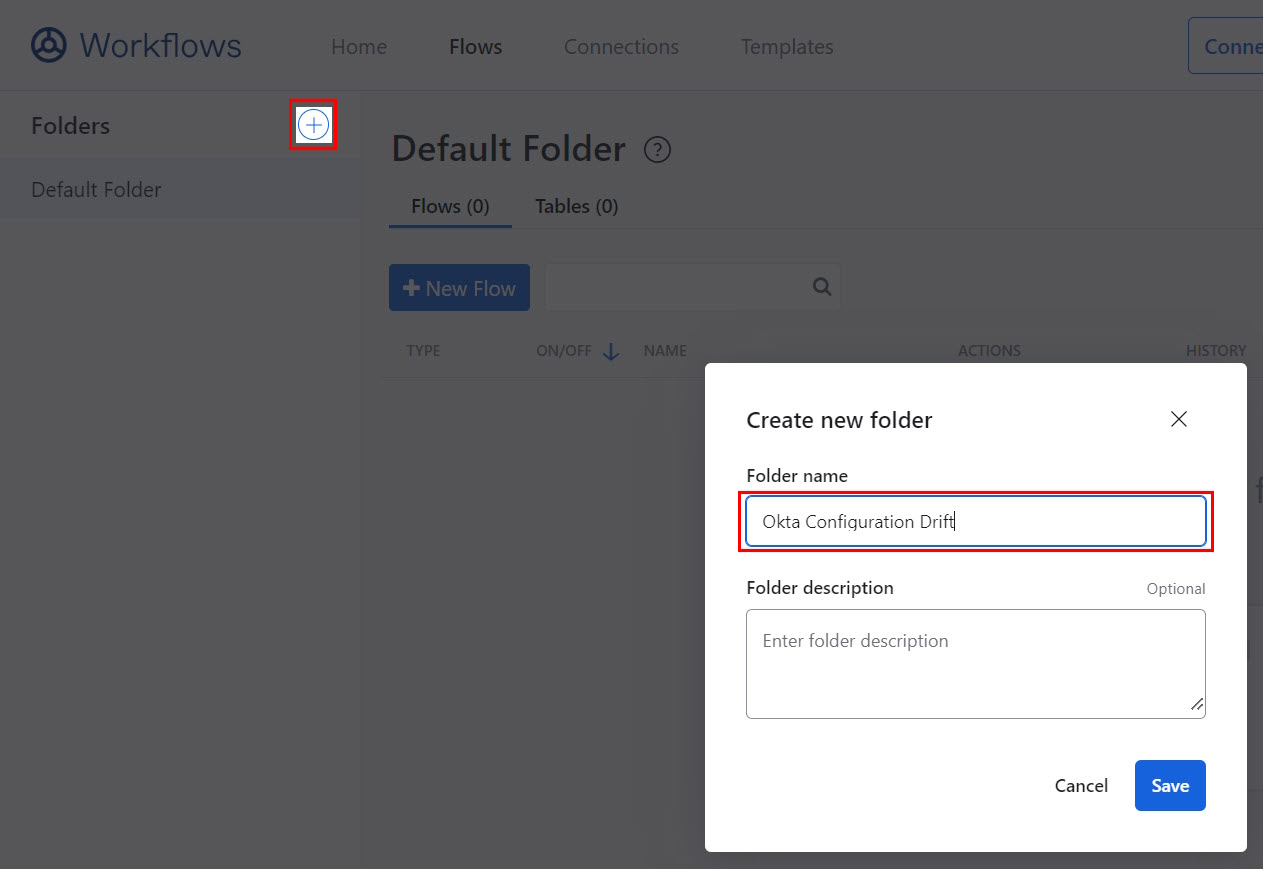 Workflows
Home Flows Connections Templates
Folders
Default Folder
Default Folder ?
Flows (0) Tables (0)
New Flow
TYPE ON/OFF NAME ACTIONS HISTORY
Create new folder
Folder name
Okta Configuration Drift
Folder description Optional
Enter folder description
Cancel Save